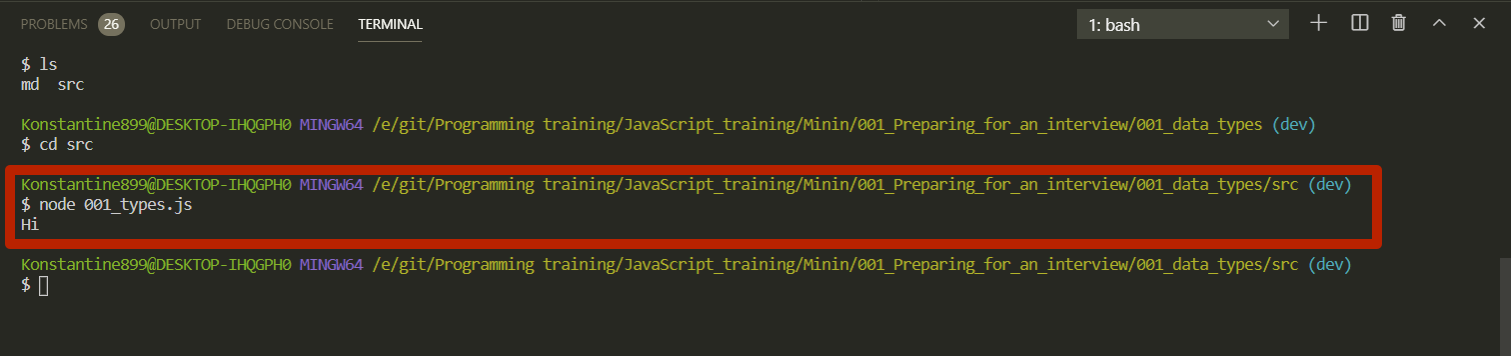 PROBLEMS 26 OUTPUT DEBUG CONSOLE TERMINAL 1: bash
$ ls
md  src
Konstantine899@DESKTOP-IHQGPH0 MINGW64 /e/git/Programming training/JavaScript_training/Minin/001_Preparing_for_an_interview/001_data_types (dev)
$ cd src
Konstantine899@DESKTOP-IHQGPH0 MINGW64 /e/git/Programming training/JavaScript_training/Minin/001_Preparing_for_an_interview/001_data_types/src (dev)
$ node 001_types.js
Hi
Konstantine899@DESKTOP-IHQGPH0 MINGW64 /e/git/Programming training/JavaScript_training/Minin/001_Preparing_for_an_interview/001_data_types/src (dev)
$